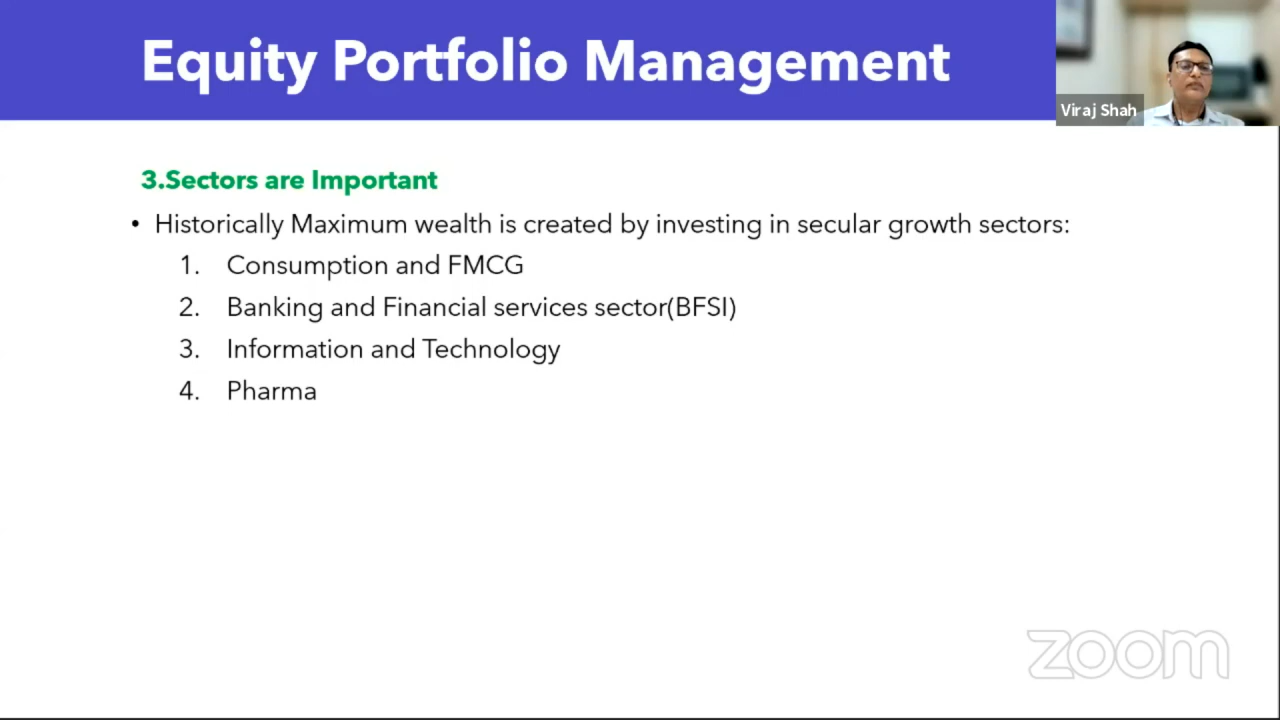 Equity Portfolio Management
Viraj Shah
3.Sectors are Important
• Historically Maximum wealth is created by investing in secular growth sectors:
1. Consumption and FMCG
2. Banking and Financial services sector(BFSI)
3. Information and Technology
4. Pharma
zoom